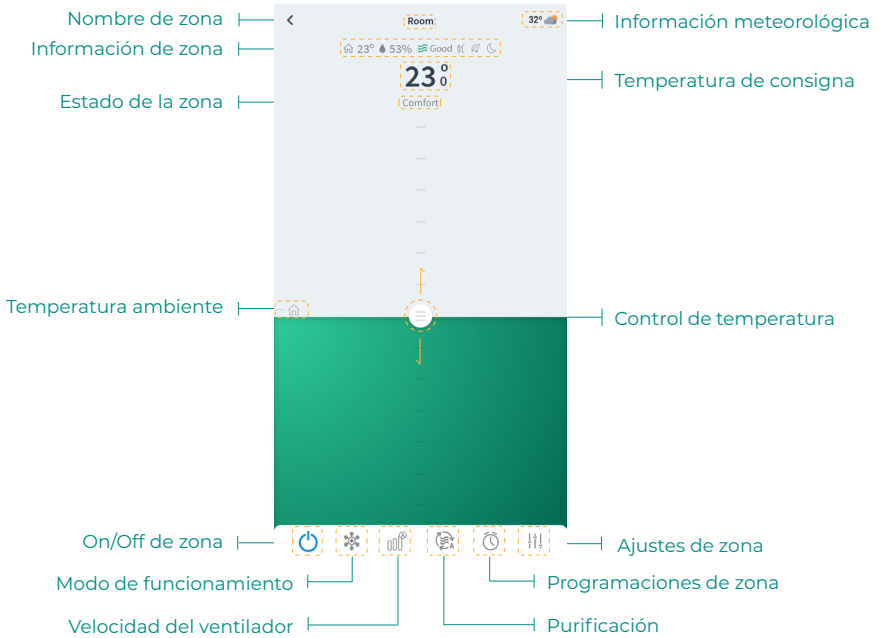 Nombre de zona
Room
32º
Información meteorológica
Información de zona
23° 53% Good
23º0
Temperatura de consigna
Estado de la zona
Comfort
Temperatura ambiente
Control de temperatura
On/Off de zona
A
A
Ajustes de zona
Modo de funcionamiento
Programaciones de zona
Velocidad del ventilador
Purificación